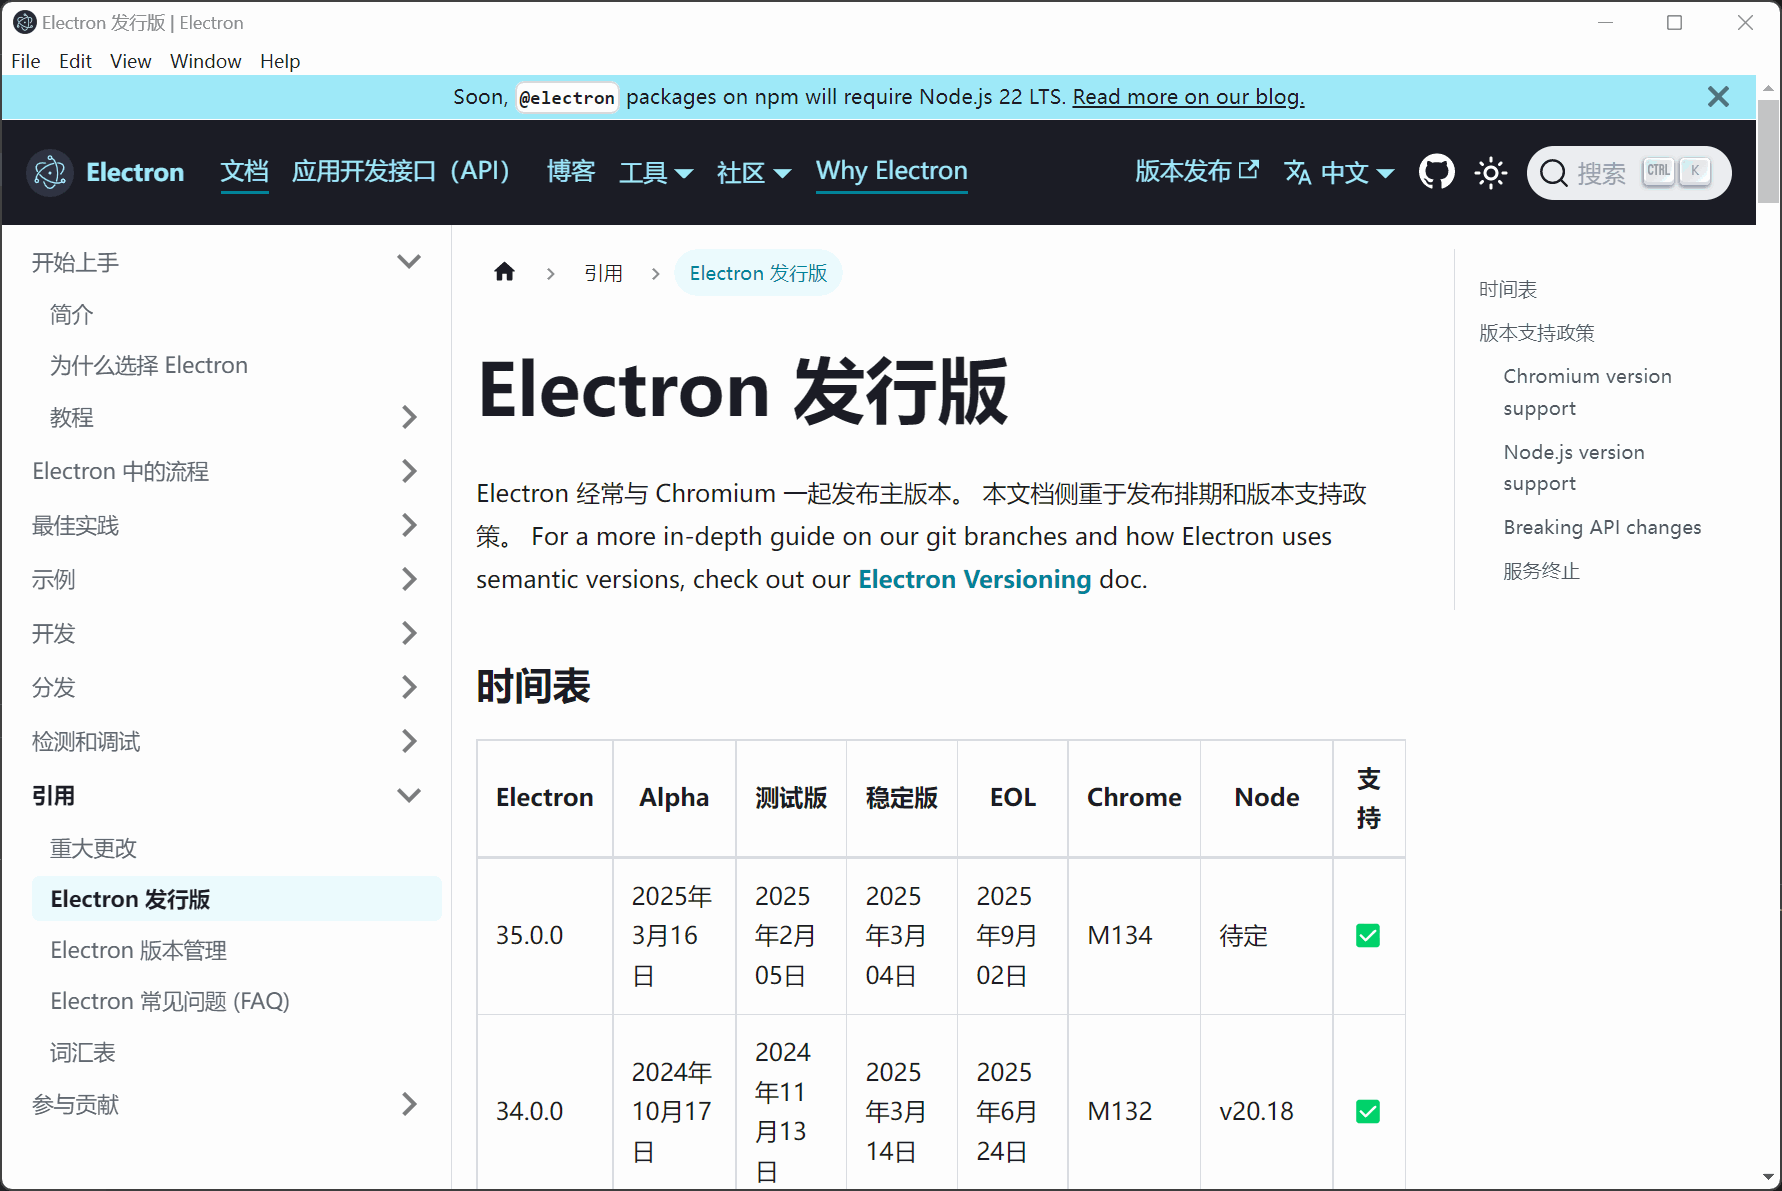 Electron 发行版 | Electron
File Edit View Window Help
Soon, @electron packages on npm will require Node.js 22 LTS. Read more on our blog.
Electron 文档 应用开发接口（API） 博客 工具 社区 Why Electron 版本发布 中文 搜索 CTRL K
开始上手
简介
为什么选择 Electron
教程
Electron 中的流程
最佳实践
示例
开发
分发
检测和调试
引用
重大更改
Electron 发行版
Electron 版本管理
Electron 常见问题 (FAQ)
词汇表
参与贡献
引用 Electron 发行版
Electron 发行版
Electron 经常与 Chromium 一起发布主版本。 本文档侧重于发布排期和版本支持政
策。 For a more in-depth guide on our git branches and how Electron uses
semantic versions, check out our Electron Versioning doc.
时间表
Electron Alpha 测试版 稳定版 EOL Chrome Node 支持
35.0.0 2025年3月16日 2025年2月05日 2025年3月04日 2025年9月02日 M134 待定
34.0.0 2024年10月17日 2024年11月13日 2025年3月14日 2025年6月24日 M132 v20.18
时间表
版本支持政策
Chromium version
support
Node.js version
support
Breaking API changes
服务终止